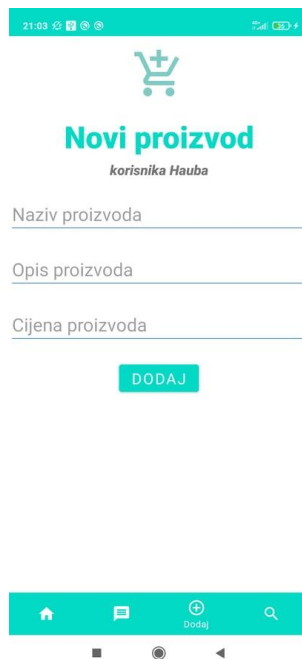 21:03
Novi proizvod
korisnika Hauba
Naziv proizvoda
Opis proizvoda
Cijena proizvoda
DODAJ
Dodaj